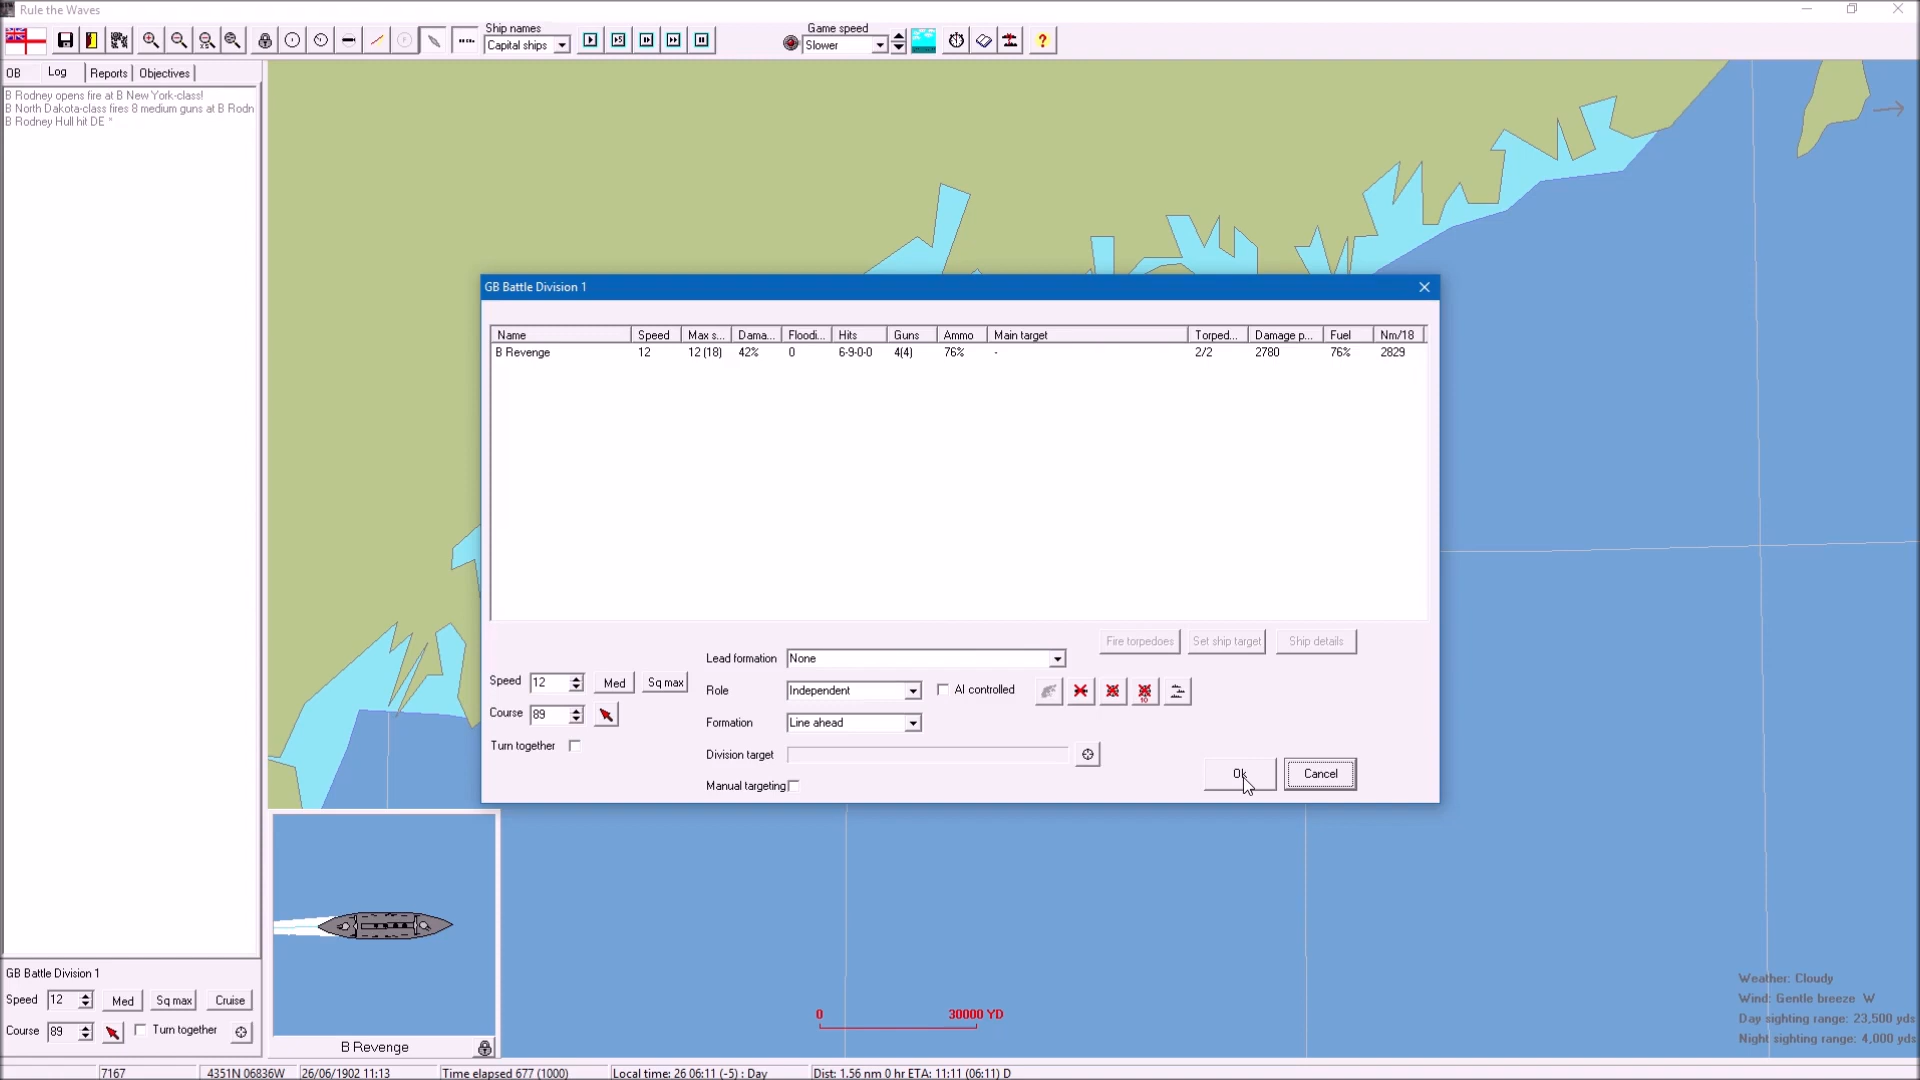 Rule the Waves
Ship names
Capital ships
Game speed
Slower
?
OB
Log
Reports
Objectives
B Rodney opens fire at B New York-class!
B North Dakota-class fires 8 medium guns at B Rodn
B Rodney Hull hit DE *
GB Battle Division 1
Name Speed Max s... Dama... Floodi... Hits Guns Ammo Main target Torped... Damage p... Fuel Nm/18
B Revenge 12 12 (18) 42% 0 6-9-0-0 4(4) 76% - 2/2 2780 76% 2829
Fire torpedoes Set ship target Ship details
Lead formation None
Speed 12 Med Sq max
Role Independent AI controlled
Course 89
Formation Line ahead
Turn together
Division target
Manual targeting
Ok Cancel
GB Battle Division 1
Speed 12 Med Sq max Cruise
Course 89 Turn together
B Revenge
0 30000 YD
Weather: Cloudy
Wind: Gentle breeze W
Day sighting range: 23,500 yds
Night sighting range: 4,000 yds
7167 4351N 06836W 26/06/1902 11:13 Time elapsed 677 (1000) Local time: 26 06:11 (-5) : Day Dist: 1.56 nm 0 hr ETA: 11:11 (06:11) D